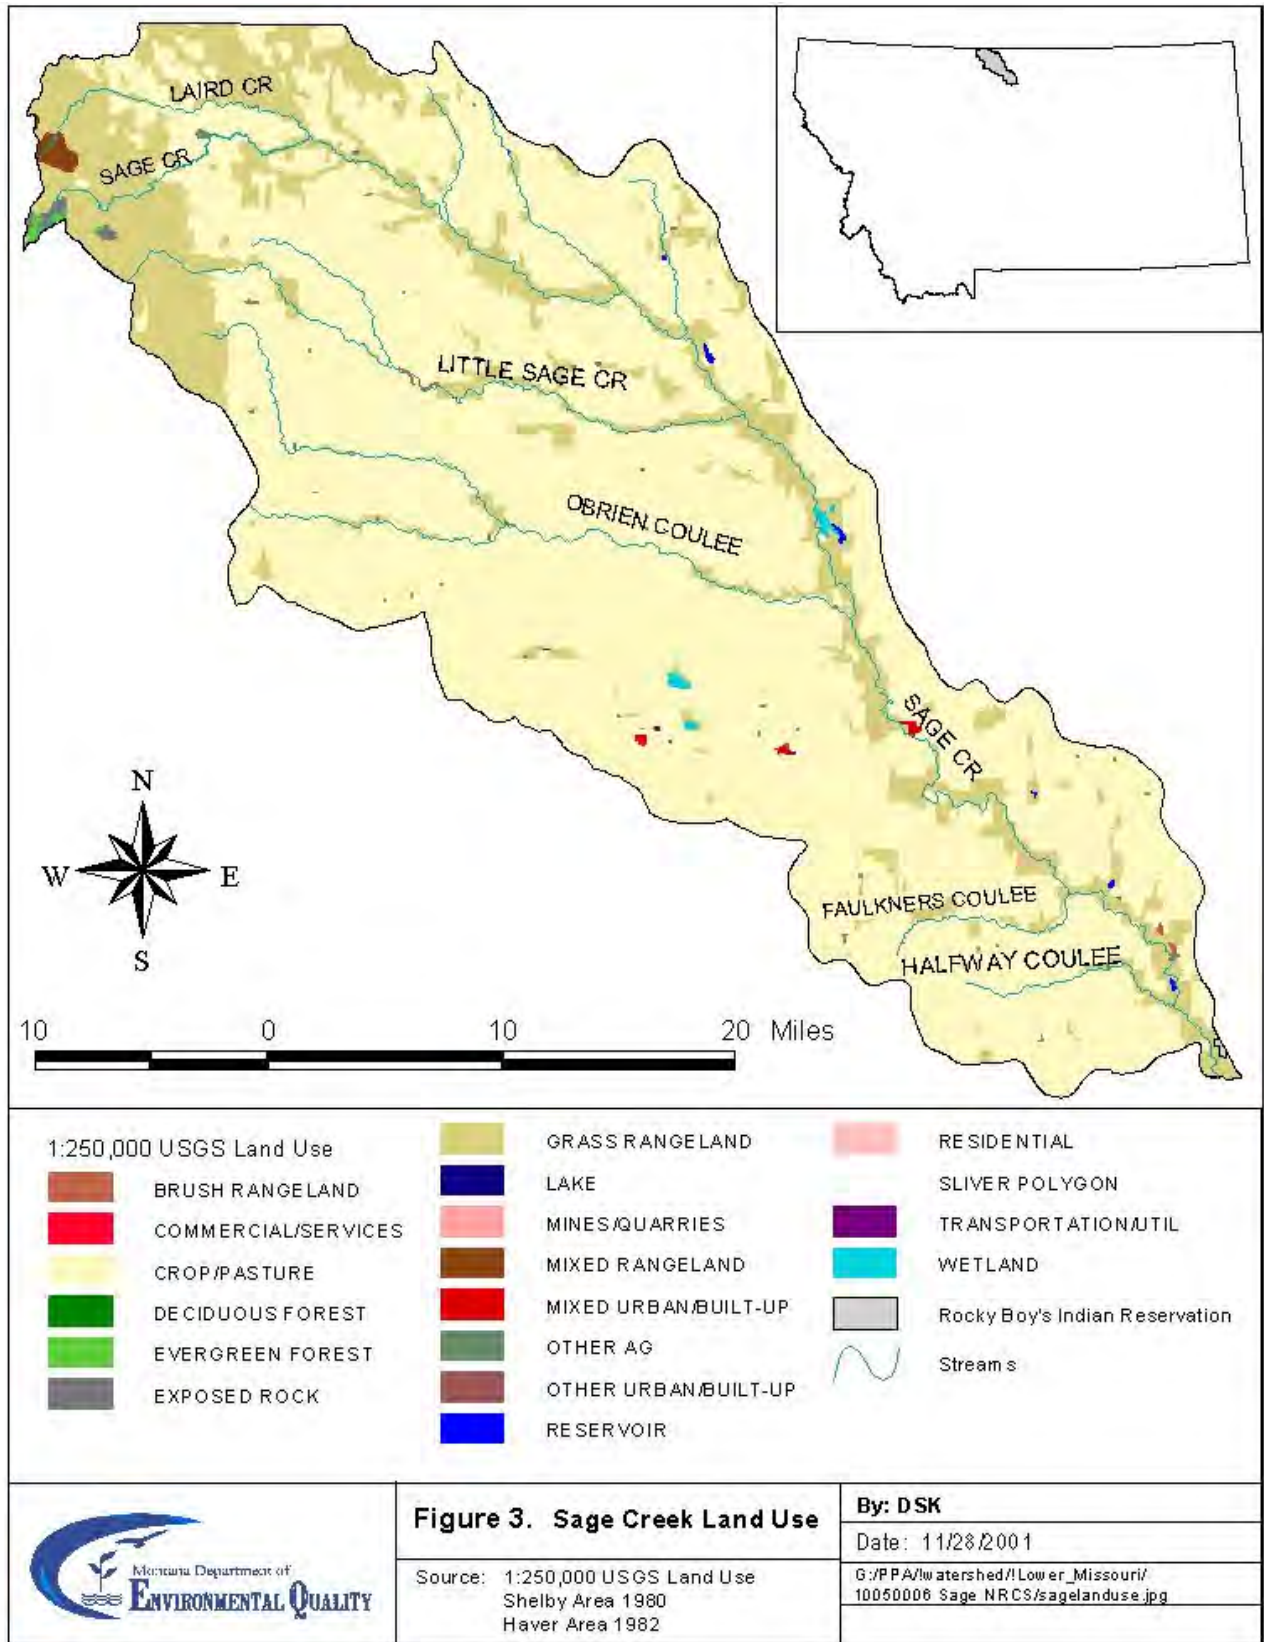 LAIRD CR
SAGE CR
LITTLE SAGE CR
OBRIEN COULEE
SAGE CR
FAULKNERS COULEE
HALFWAY COULEE
N
W E
S
10 0 10 20 Miles
1:250,000 USGS Land Use
BRUSH RANGELAND
COMMERCIAL/SERVICES
CROP/PASTURE
DECIDUOUS FOREST
EVERGREEN FOREST
EXPOSED ROCK
GRASS RANGELAND
LAKE
MINES/QUARRIES
MIXED RANGELAND
MIXED URBAN/BUILT-UP
OTHER AG
OTHER URBAN/BUILT-UP
RESERVOIR
RESIDENTIAL
SLIVER POLYGON
TRANSPORTATION/UTIL
WETLAND
Rocky Boy's Indian Reservation
Streams
Montana Department of
ENVIRONMENTAL QUALITY
Figure 3. Sage Creek Land Use
Source: 1:250,000 USGS Land Use
Shelby Area 1980
Haver Area 1982
By: DSK
Date: 11/28/2001
G:/PPA/!watershed/!Lower_Missouri/
10050006 Sage NRCS/sagelanduse.jpg